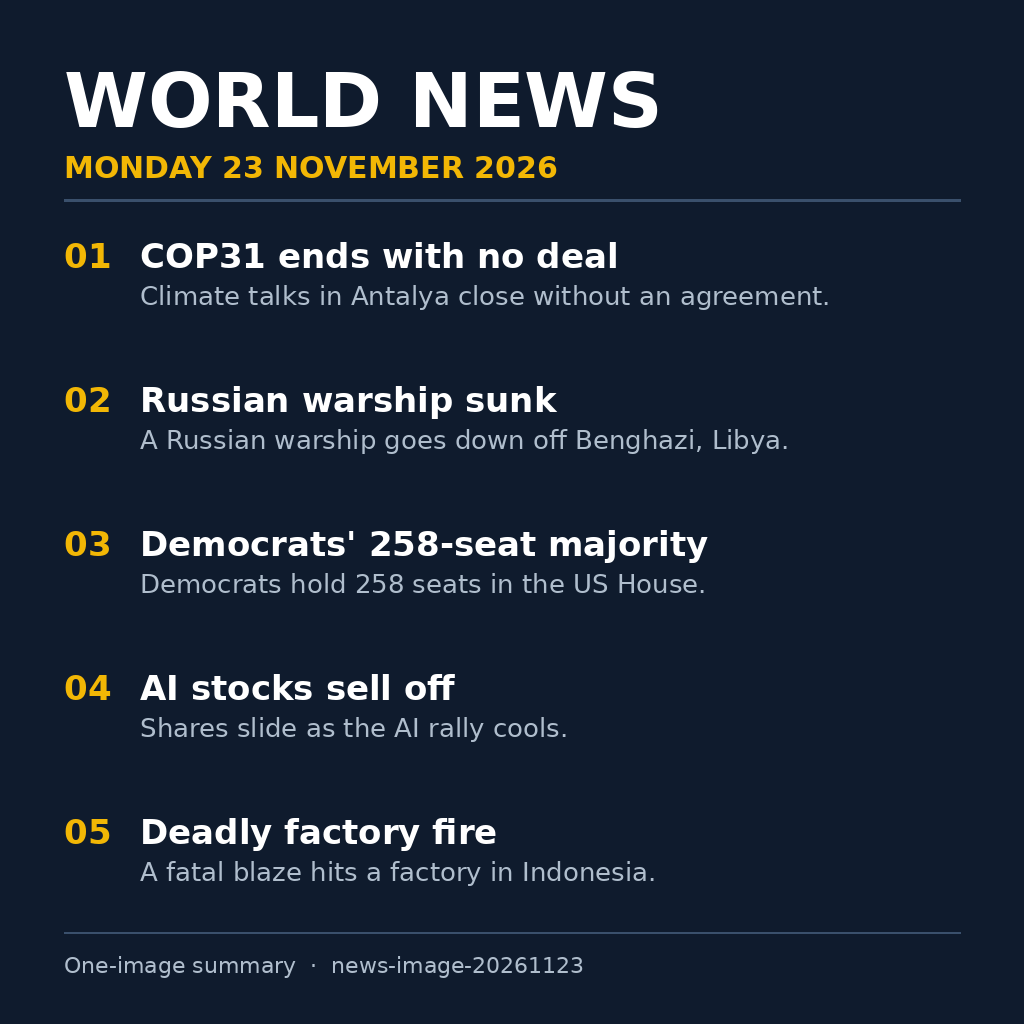 WORLD NEWS
MONDAY 23 NOVEMBER 2026
01 COP31 ends with no deal
Climate talks in Antalya close without an agreement.
02 Russian warship sunk
A Russian warship goes down off Benghazi, Libya.
03 Democrats' 258-seat majority
Democrats hold 258 seats in the US House.
04 AI stocks sell off
Shares slide as the AI rally cools.
05 Deadly factory fire
A fatal blaze hits a factory in Indonesia.
One-image summary · news-image-20261123